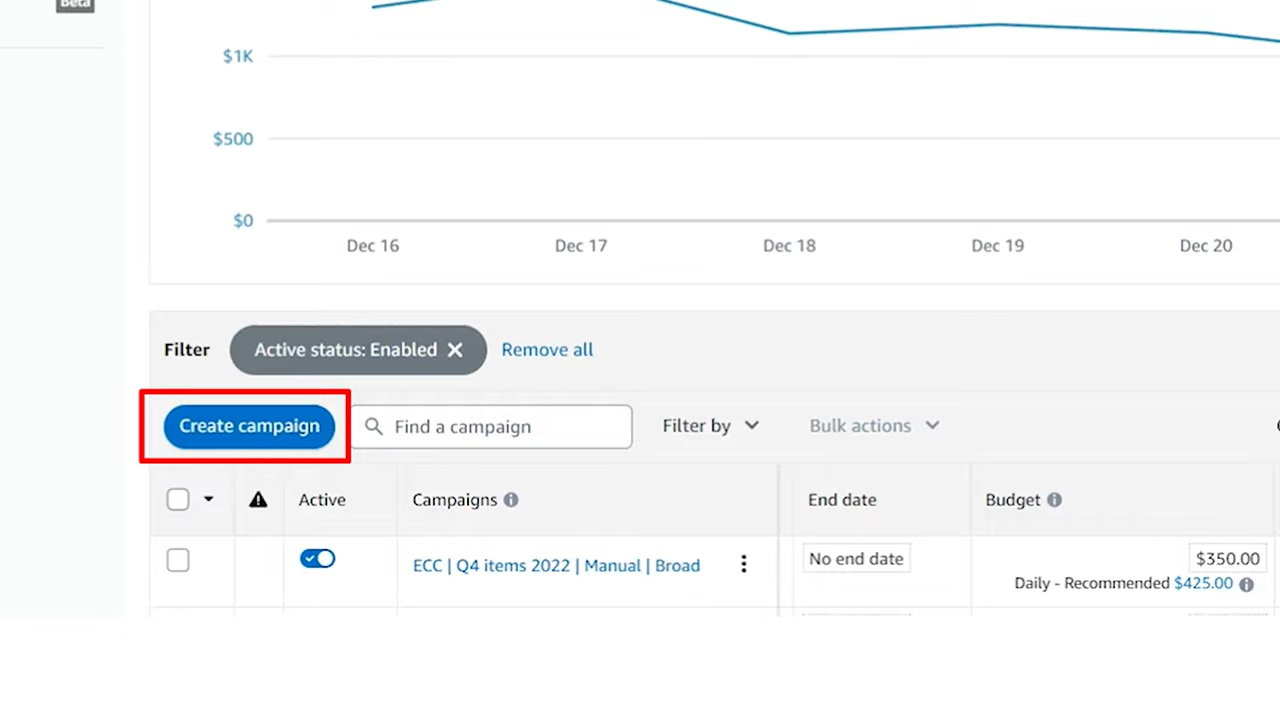 Beta
$1K
$500
$0
Dec 16 Dec 17 Dec 18 Dec 19 Dec 20
Filter Active status: Enabled Remove all
Create campaign Find a campaign Filter by Bulk actions
Active Campaigns End date Budget
ECC | Q4 items 2022 | Manual | Broad No end date $350.00
Daily - Recommended $425.00